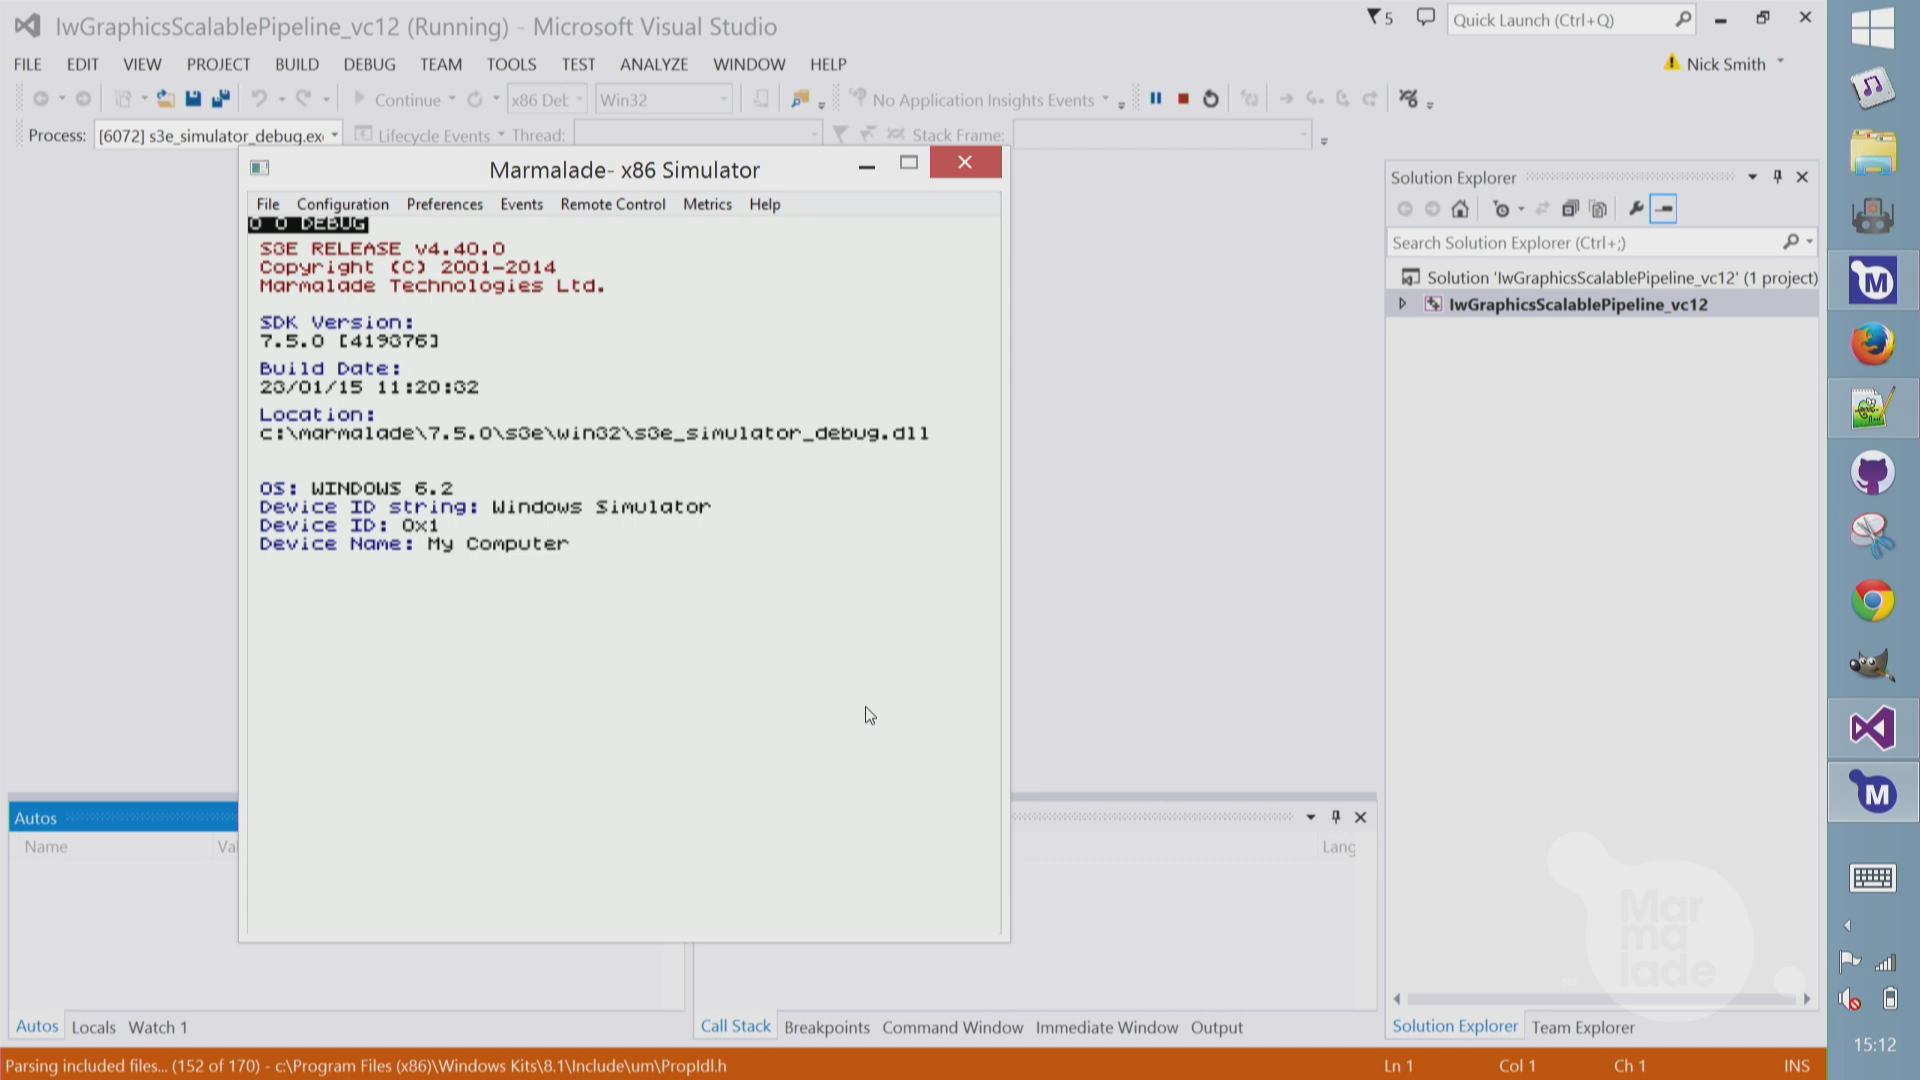 IwGraphicsScalablePipeline_vc12 (Running) - Microsoft Visual Studio
5
Quick Launch (Ctrl+Q)
FILE EDIT VIEW PROJECT BUILD DEBUG TEAM TOOLS TEST ANALYZE WINDOW HELP
Nick Smith
Continue x86 Det Win32 No Application Insights Events
Process: [6072] s3e_simulator_debug.ex Lifecycle Events Thread: Stack Frame:
Marmalade- x86 Simulator
File Configuration Preferences Events Remote Control Metrics Help
0 0 DEBUG
S3E RELEASE v4.40.0
Copyright (C) 2001-2014
Marmalade Technologies Ltd.
SDK Version:
7.5.0 [419376]
Build Date:
23/01/15 11:20:32
Location:
c:\marmalade\7.5.0\s3e\win32\s3e_simulator_debug.dll
OS: WINDOWS 6.2
Device ID string: Windows Simulator
Device ID: 0x1
Device Name: My Computer
Solution Explorer
Search Solution Explorer (Ctrl+;)
Solution 'IwGraphicsScalablePipeline_vc12' (1 project)
IwGraphicsScalablePipeline_vc12
Autos
Name Val
Lang
Mar
ma
lade
Autos Locals Watch 1
Call Stack Breakpoints Command Window Immediate Window Output
Solution Explorer Team Explorer
15:12
Parsing included files... (152 of 170) - c:\Program Files (x86)\Windows Kits\8.1\Include\um\PropIdl.h
Ln 1 Col 1 Ch 1 INS